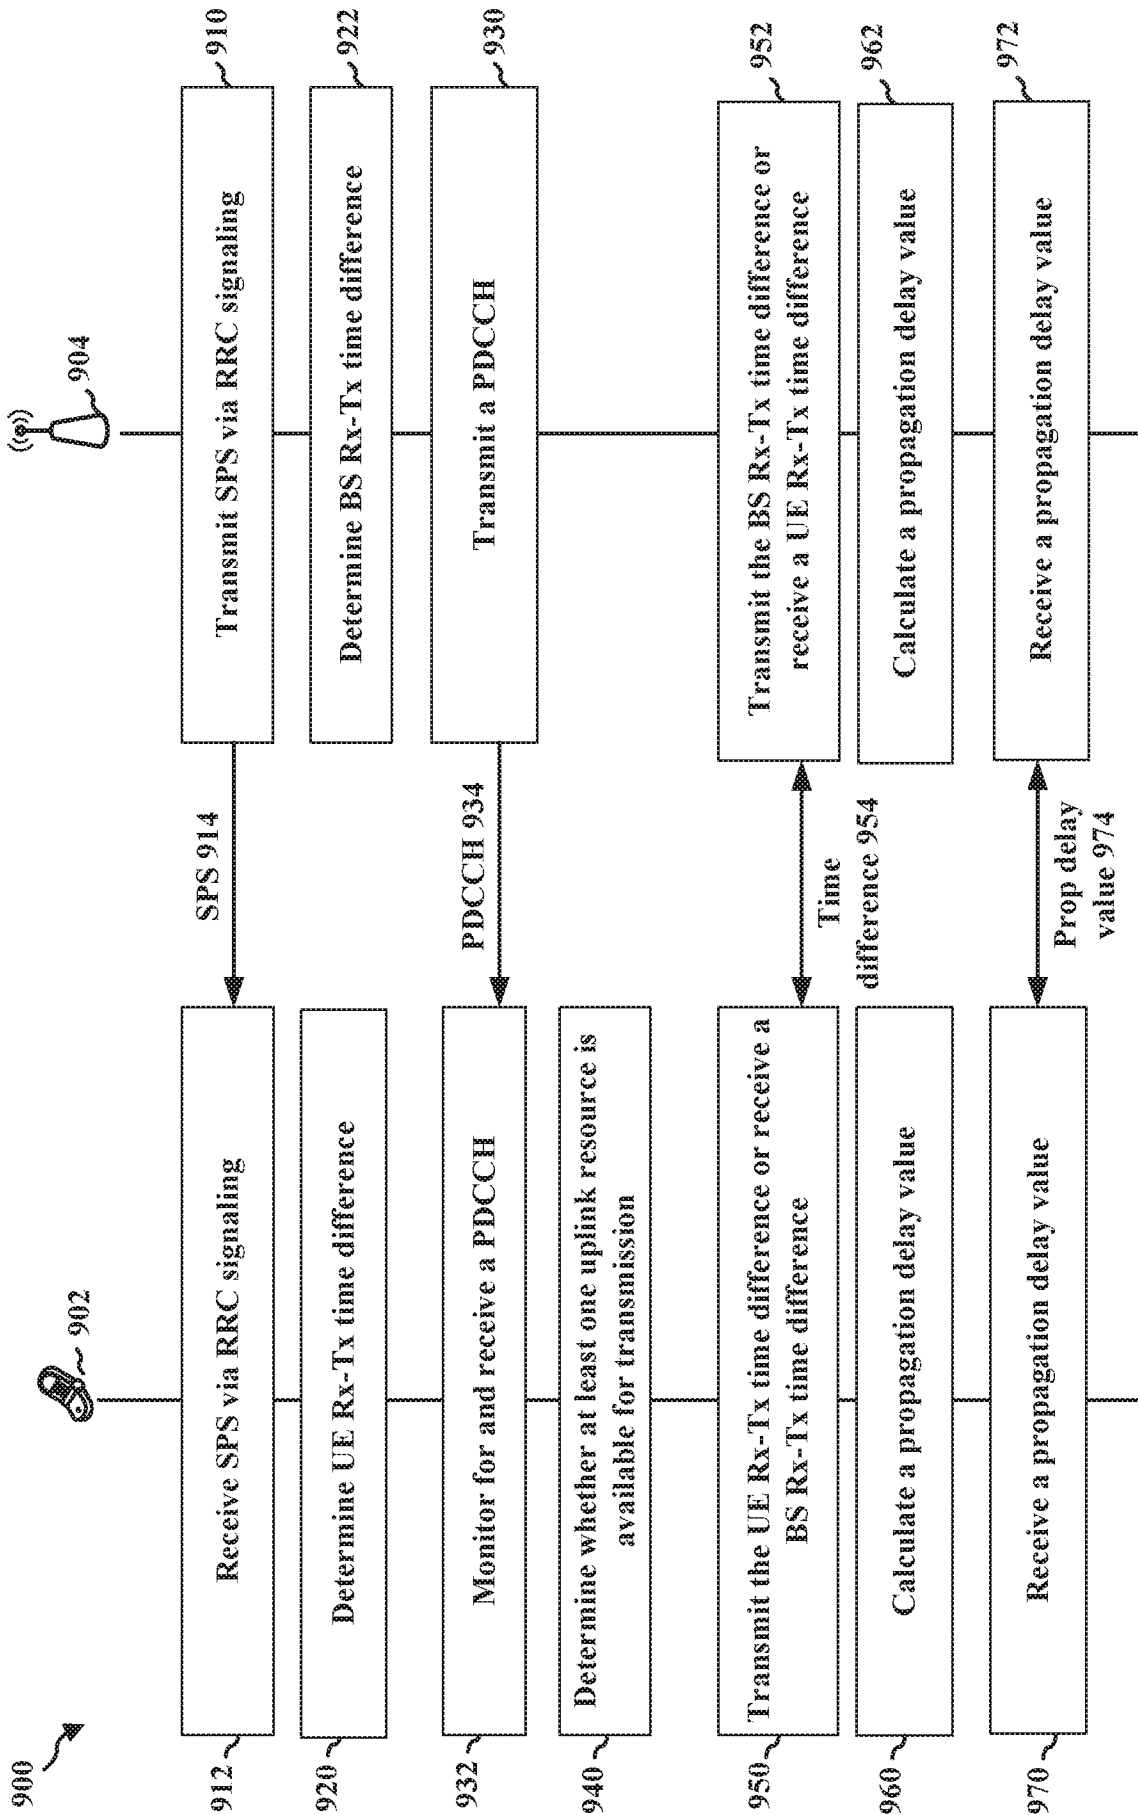 900
902
904
912
Receive SPS via RRC signaling
SPS 914
Transmit SPS via RRC signaling
910
920
Determine UE Rx-Tx time difference
Determine BS Rx-Tx time difference
922
932
Monitor for and receive a PDCCH
PDCCH 934
Transmit a PDCCH
930
940
Determine whether at least one uplink resource is
available for transmission
950
Transmit the UE Rx-Tx time difference or receive a
BS Rx-Tx time difference
Time
difference 954
Transmit the BS Rx-Tx time difference or
receive a UE Rx-Tx time difference
952
960
Calculate a propagation delay value
Calculate a propagation delay value
962
970
Receive a propagation delay value
Prop delay
value 974
Receive a propagation delay value
972